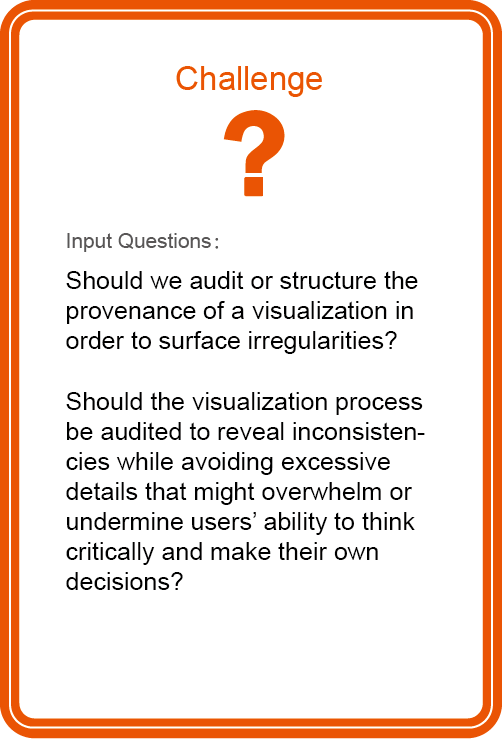 Challenge
?
Input Questions:
Should we audit or structure the
provenance of a visualization in
order to surface irregularities?
Should the visualization process
be audited to reveal inconsisten-
cies while avoiding excessive
details that might overwhelm or
undermine users’ ability to think
critically and make their own
decisions?